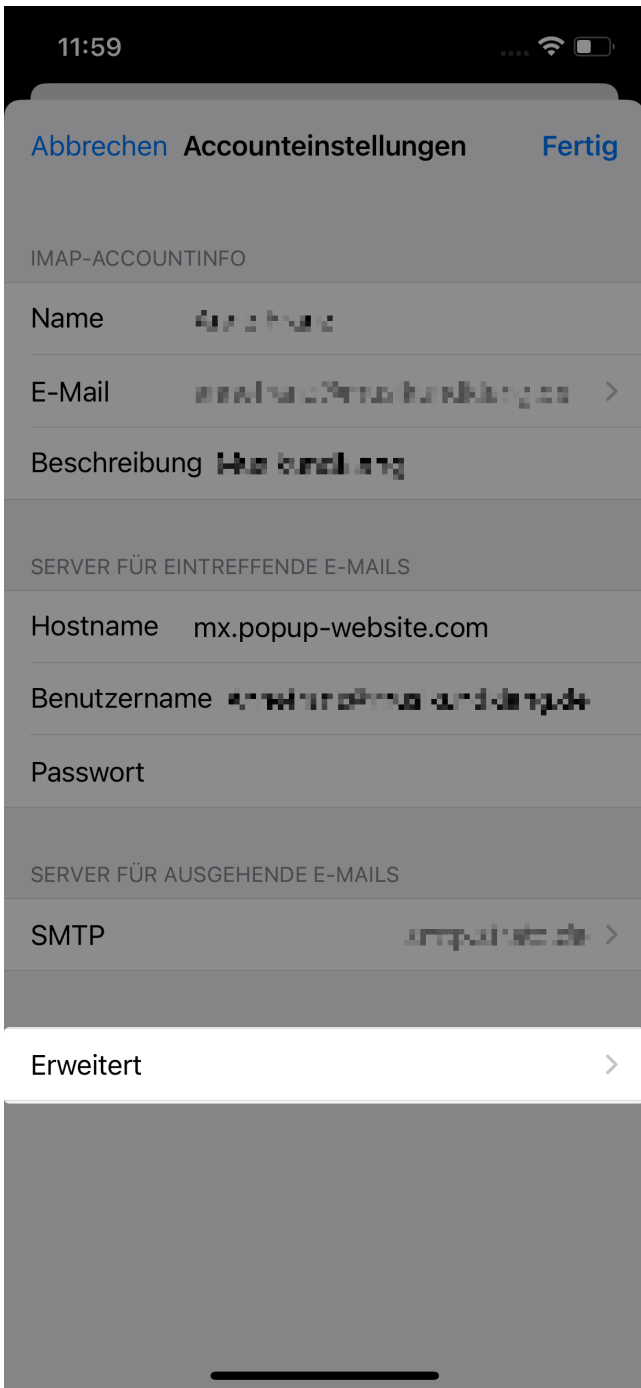 11:59
Abbrechen Accounteinstellungen Fertig
IMAP-ACCOUNTINFO
Name
E-Mail
Beschreibung
SERVER FÜR EINTREFFENDE E-MAILS
Hostname mx.popup-website.com
Benutzername
Passwort
SERVER FÜR AUSGEHENDE E-MAILS
SMTP
Erweitert